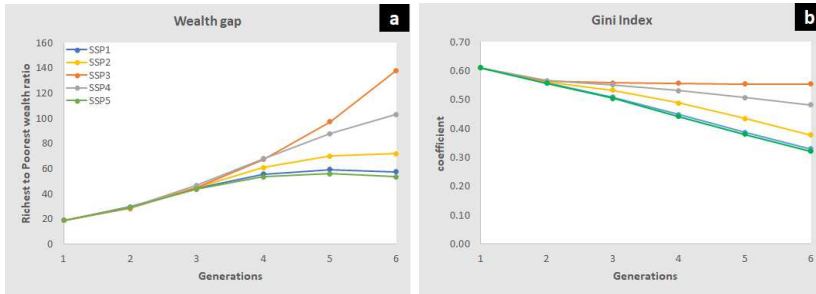 Wealth gap
a
Richest to Poorest wealth ratio
160
140
120
100
80
60
40
20
0
SSP1
SSP2
SSP3
SSP4
SSP5
1 2 3 4 5 6
Generations
Gini Index
b
coefficient
0.70
0.60
0.50
0.40
0.30
0.20
0.10
0.00
1 2 3 4 5 6
Generations